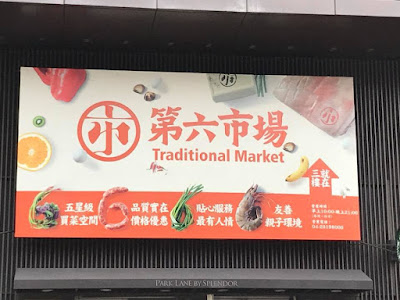 市
第六市場
Traditional Market
三就
樓在
五星級
買菜空間
品質實在
價格優惠
貼心服務
最有人情
友善
親子環境
PARK LANE BY SPLENDOR